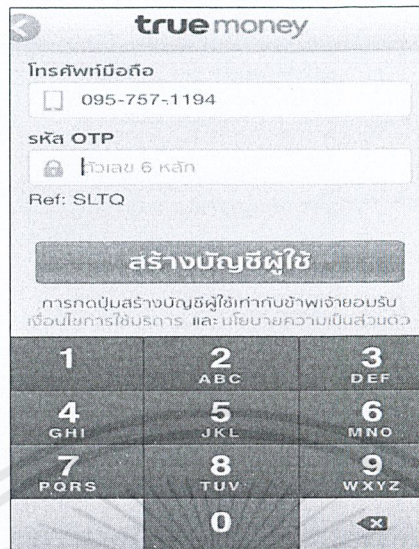 true money
โทรศัพท์มือถือ
095-757-1194
รหัส OTP
ตัวเลข 6 หลัก
Ref: SLTQ
สร้างบัญชีผู้ใช้
การกดปุ่มสร้างบัญชีผู้ใช้เท่ากับข้าพเจ้ายอมรับ
เงื่อนไขการใช้บริการ และ นโยบายความเป็นส่วนตัว
1 2 3
ABC DEF
4 5 6
GHI JKL MNO
7 8 9
PQRS TUV WXYZ
0